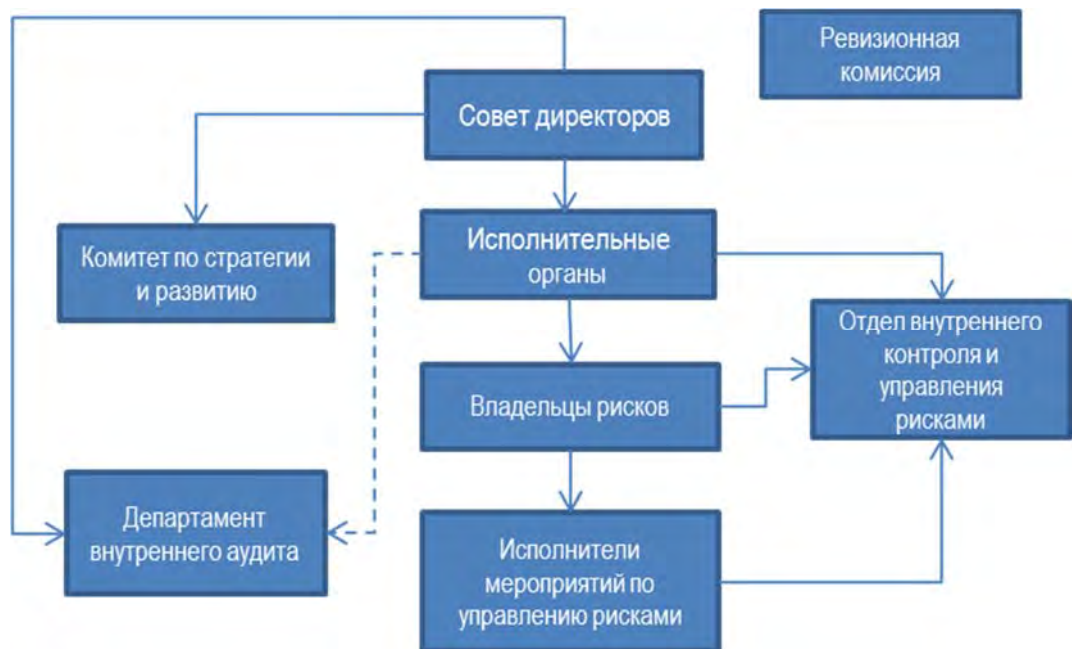 Ревизионная
комиссия
Совет директоров
Комитет по стратегии
и развитию
Исполнительные
органы
Отдел внутреннего
контроля и
управления
рисками
Владельцы рисков
Департамент
внутреннего аудита
Исполнители
мероприятий по
управлению рисками